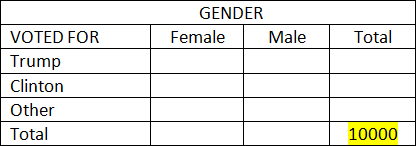 GENDER
VOTED FOR Female Male Total
Trump
Clinton
Other
Total 10000